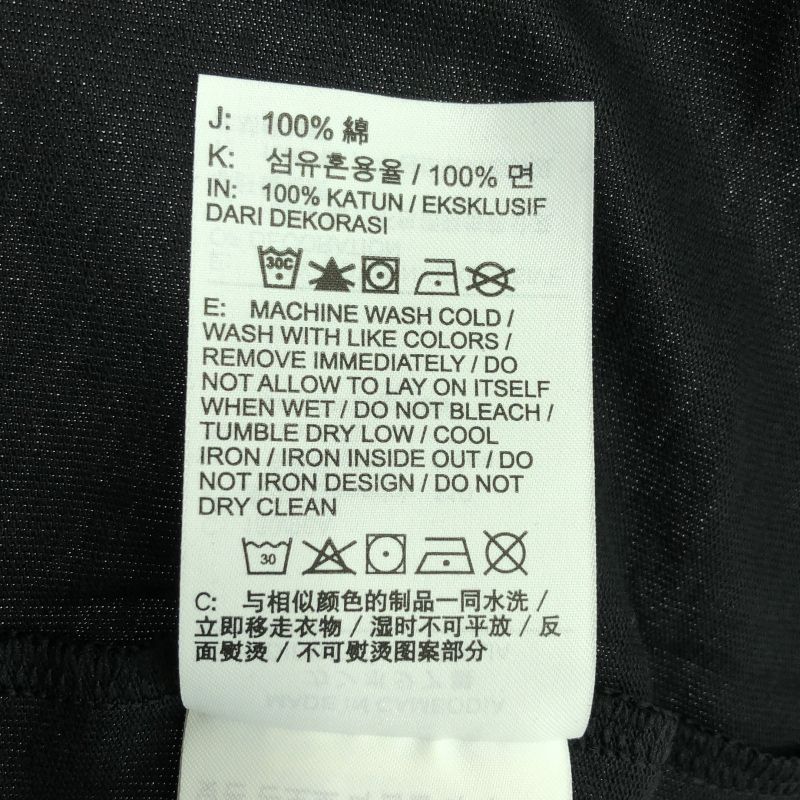 J: 100% 綿
K: 섬유혼용율 / 100% 면
IN: 100% KATUN / EKSKLUSIF
DARI DEKORASI
30C
E: MACHINE WASH COLD /
WASH WITH LIKE COLORS /
REMOVE IMMEDIATELY / DO
NOT ALLOW TO LAY ON ITSELF
WHEN WET / DO NOT BLEACH /
TUMBLE DRY LOW / COOL
IRON / IRON INSIDE OUT / DO
NOT IRON DESIGN / DO NOT
DRY CLEAN
30
C: 与相似颜色的制品一同水洗 /
立即移走衣物 / 湿时不可平放 / 反
面熨烫 / 不可熨烫图案部分